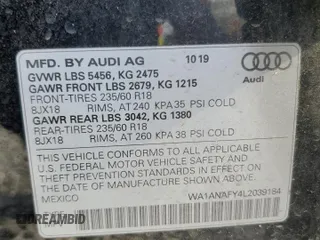 MFD. BY AUDI AG 10 19
GVWR LBS 5456, KG 2475
GAWR FRONT LBS 2679, KG 1215
FRONT-TIRES 235/60 R18
8JX18 RIMS, AT 240 KPA 35 PSI COLD
GAWR REAR LBS 3042, KG 1380
REAR-TIRES 235/60 R18
8JX18 RIMS, AT 260 KPA 38 PSI COLD
Audi
THIS VEHICLE CONFORMS TO ALL APPLICABLE
U.S. FEDERAL MOTOR VEHICLE SAFETY AND
THEFT PREVENTION STANDARDS IN EFFECT ON
THE DATE OF MANUFACTURE SHOWN ABOVE.
WA1ANAFY4L2039184
MEXICO